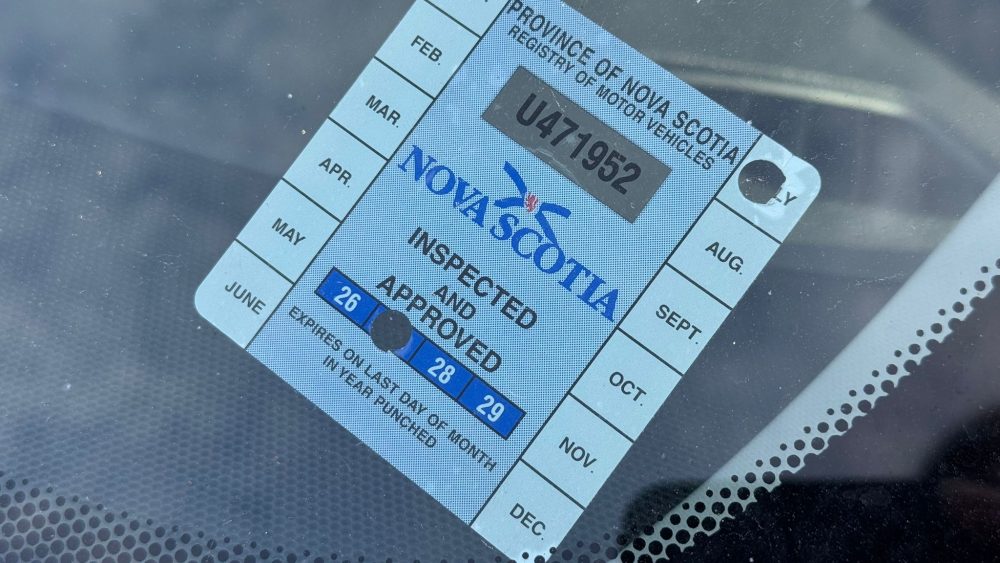 PROVINCE OF NOVA SCOTIA
REGISTRY OF MOTOR VEHICLES
U471952
NOVA SCOTIA
INSPECTED
AND
APPROVED
26
28
29
EXPIRES ON LAST DAY OF MONTH
IN YEAR PUNCHED
FEB.
MAR.
APR.
MAY
JUNE
LY
AUG.
SEPT.
OCT.
NOV.
DEC.